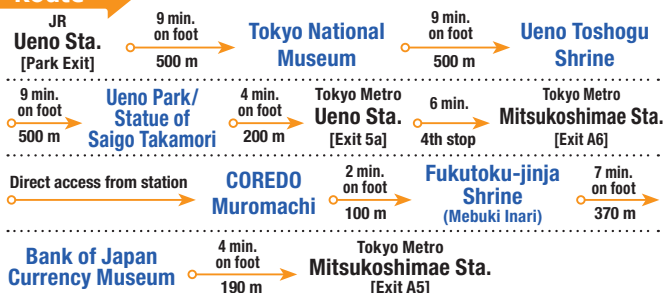 Route
JR
Ueno Sta.
[Park Exit]
9 min.
on foot
500 m
Tokyo National
Museum
9 min.
on foot
500 m
Ueno Toshogu
Shrine
9 min.
on foot
500 m
Ueno Park/
Statue of
Saigo Takamori
4 min.
on foot
200 m
Tokyo Metro
Ueno Sta.
[Exit 5a]
6 min.
4th stop
Tokyo Metro
Mitsukoshimae Sta.
[Exit A6]
Direct access from station
COREDO
Muromachi
2 min.
on foot
100 m
Fukutoku-jinja
Shrine
(Mebuki Inari)
7 min.
on foot
370 m
Bank of Japan
Currency Museum
4 min.
on foot
190 m
Tokyo Metro
Mitsukoshimae Sta.
[Exit A5]